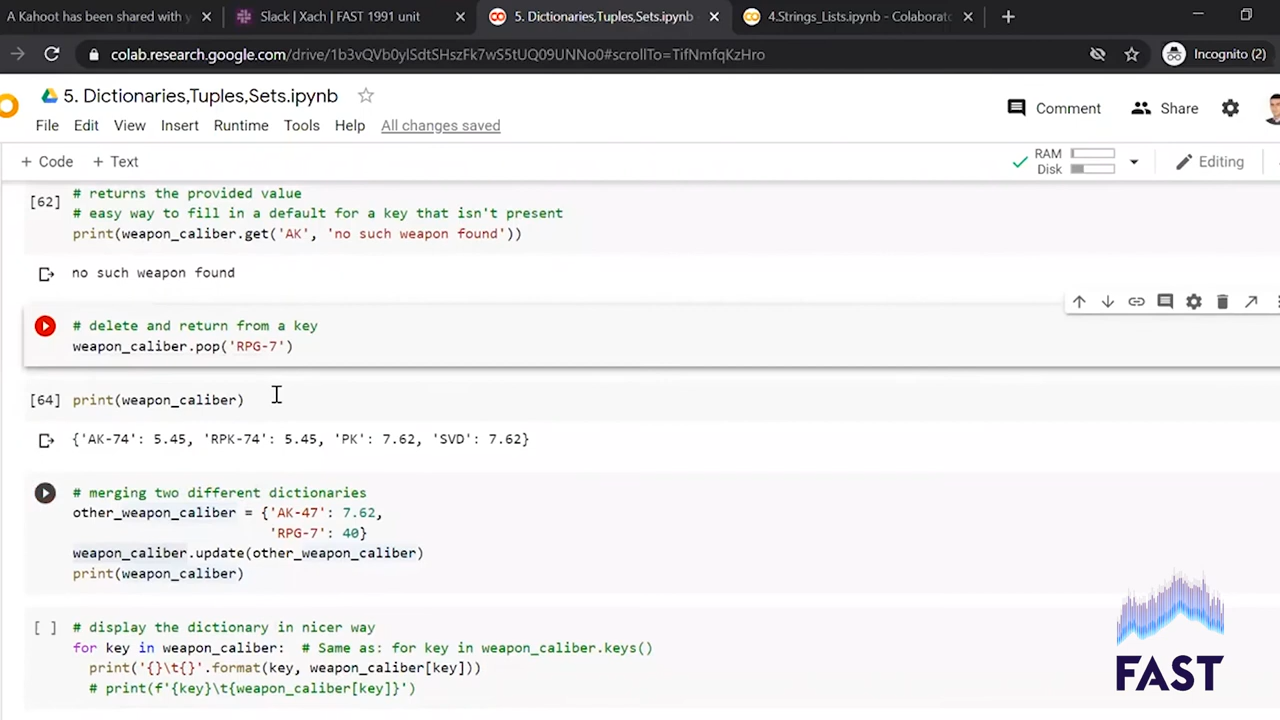 A Kahoot has been shared with y
Slack | Xach | FAST 1991 unit
5. Dictionaries,Tuples,Sets.ipynb
4.Strings_Lists.ipynb - Colaborato
colab.research.google.com/drive/1b3vQVb0ylSdtSHszFk7wS5tUQ09UNNo0#scrollTo=TifNmfqKzHro
Incognito (2)
5. Dictionaries,Tuples,Sets.ipynb
Comment
Share
File Edit View Insert Runtime Tools Help All changes saved
+ Code + Text
RAM
Disk
Editing
# returns the provided value
[62]
# easy way to fill in a default for a key that isn't present
print(weapon_caliber.get('AK', 'no such weapon found'))
no such weapon found
# delete and return from a key
weapon_caliber.pop('RPG-7')
[64] print(weapon_caliber)
{'AK-74': 5.45, 'RPK-74': 5.45, 'PK': 7.62, 'SVD': 7.62}
# merging two different dictionaries
other_weapon_caliber = {'AK-47': 7.62,
'RPG-7': 40}
weapon_caliber.update(other_weapon_caliber)
print(weapon_caliber)
[ ] # display the dictionary in nicer way
for key in weapon_caliber: # Same as: for key in weapon_caliber.keys()
print('{}\t{}'.format(key, weapon_caliber[key]))
# print(f'{key}\t{weapon_caliber[key]}')
FAST